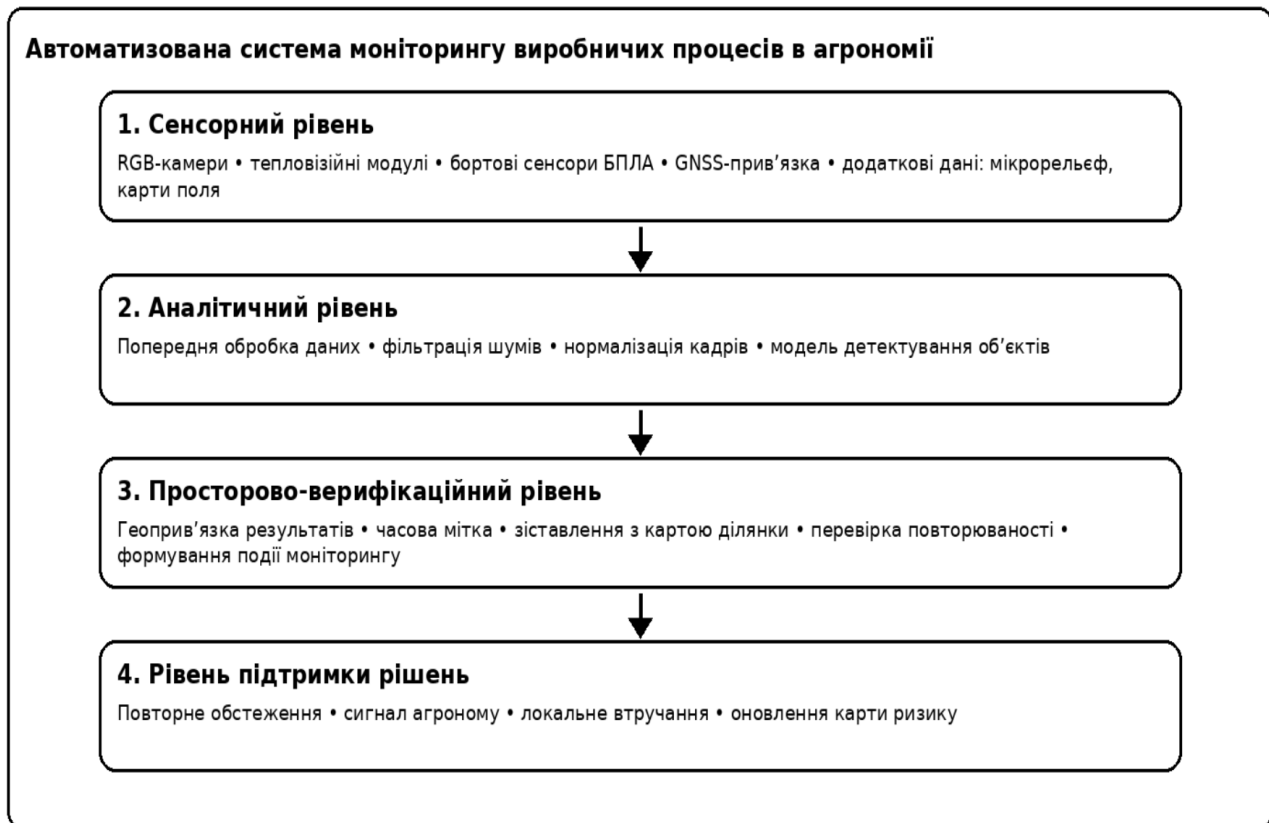 Автоматизована система моніторингу виробничих процесів в агрономії
1. Сенсорний рівень
RGB-камери • тепловізійні модулі • бортові сенсори БПЛА • GNSS-прив’язка • додаткові дані: мікрорельєф,
карти поля
2. Аналітичний рівень
Попередня обробка даних • фільтрація шумів • нормалізація кадрів • модель детектування об’єктів
3. Просторово-верифікаційний рівень
Геоприв’язка результатів • часова мітка • зіставлення з картою ділянки • перевірка повторюваності •
формування події моніторингу
4. Рівень підтримки рішень
Повторне обстеження • сигнал агроному • локальне втручання • оновлення карти ризику